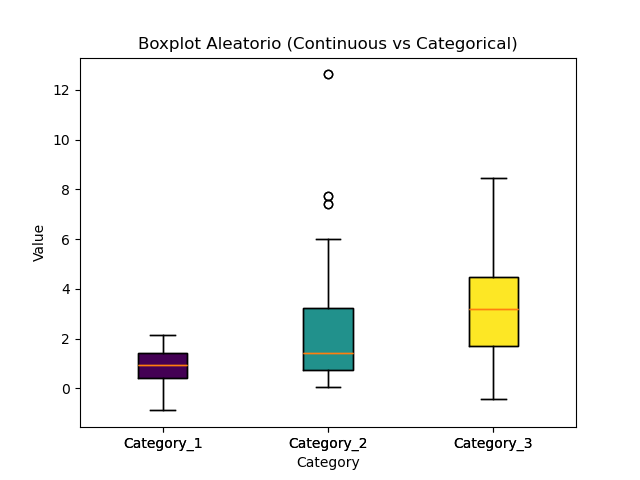 Boxplot Aleatorio (Continuous vs Categorical)
12
10
8
6
4
2
0
Value
Category_1
Category_2
Category_3
Category